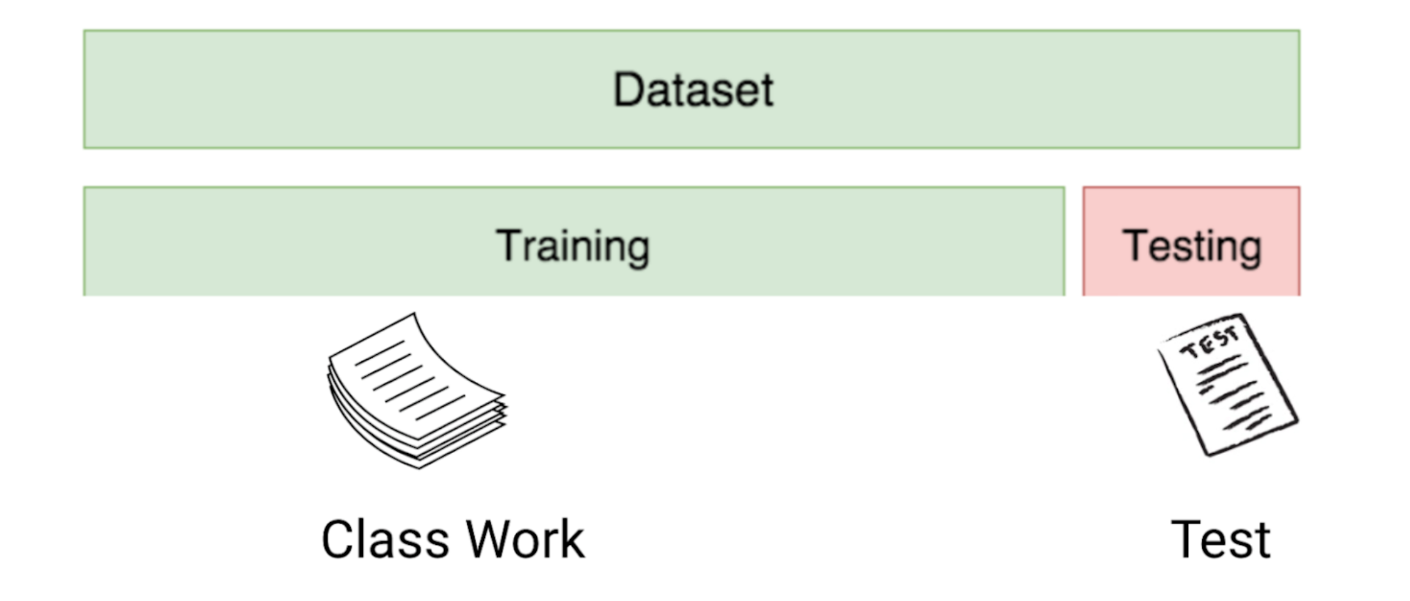 Dataset
Training Testing
TEST
Class Work Test